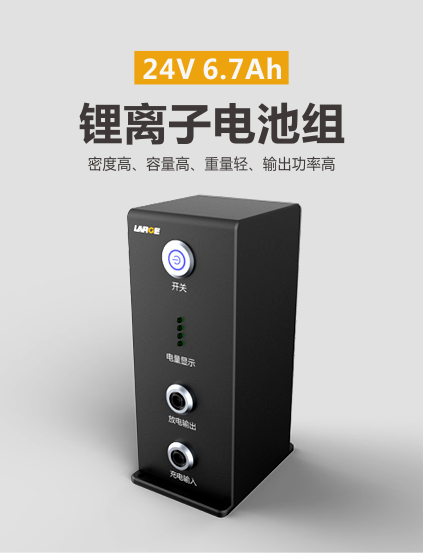 24V 6.7Ah
锂离子电池组
密度高、容量高、重量轻、输出功率高
LARGE
开关
电量显示
放电输出
充电输入